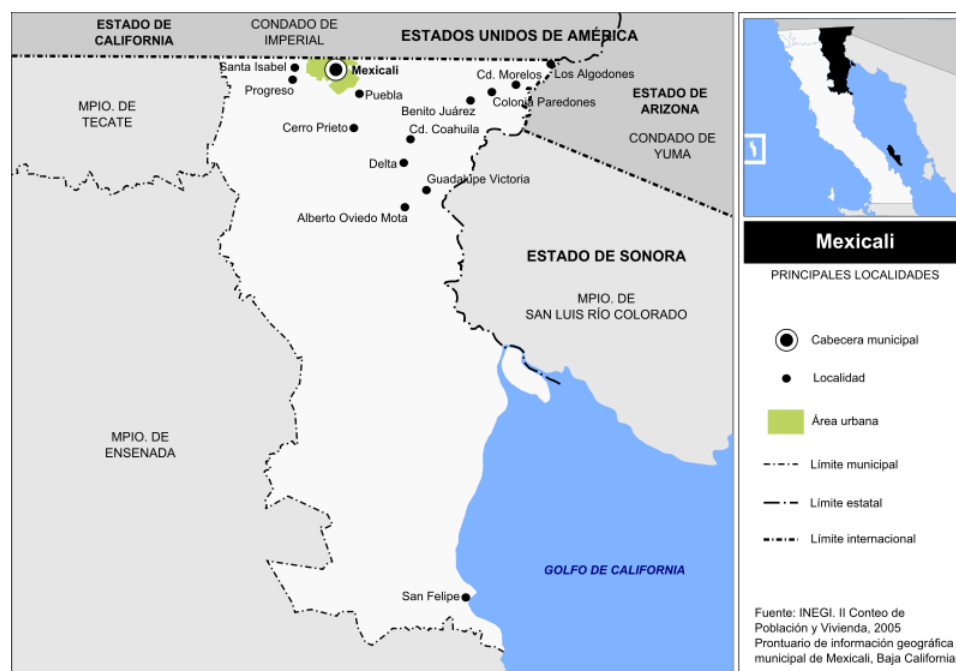 ESTADO DE
CALIFORNIA
CONDADO DE
IMPERIAL
ESTADOS UNIDOS DE AMÉRICA
Santa Isabel
Mexicali
Cd. Morelos
Los Algodones
Progreso
Puebla
Benito Juárez
Colonia Paredones
ESTADO DE
ARIZONA
MPIO. DE
TECATE
Cerro Prieto
Cd. Coahuila
CONDADO DE
YUMA
Delta
Guadalupe Victoria
Alberto Oviedo Mota
ESTADO DE SONORA
MPIO. DE
SAN LUIS RÍO COLORADO
MPIO. DE
ENSENADA
GOLFO DE CALIFORNIA
San Felipe
Mexicali
PRINCIPALES LOCALIDADES
Cabecera municipal
Localidad
Área urbana
Límite municipal
Límite estatal
Límite internacional
Fuente: INEGI. II Conteo de
Población y Vivienda, 2005
Prontuario de información geográfica
municipal de Mexicali, Baja California